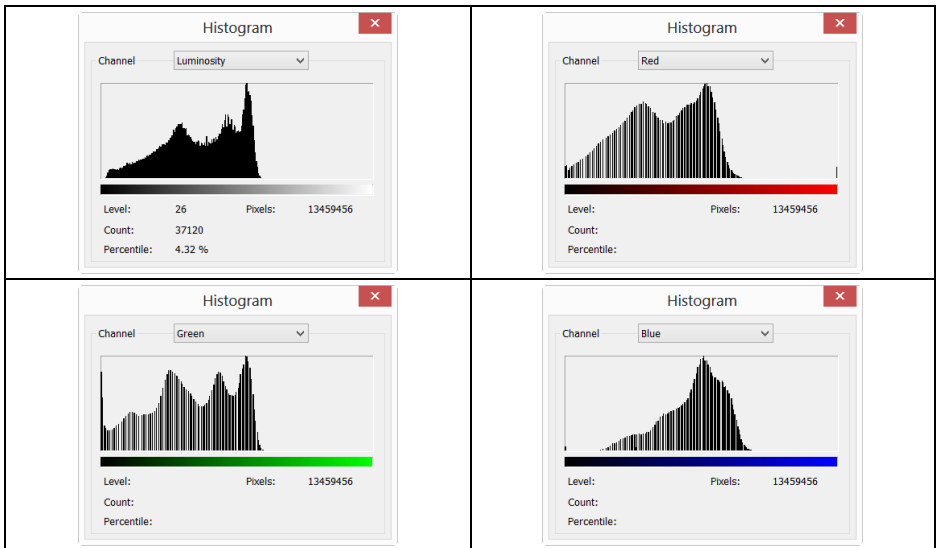 Histogram ×
Channel Luminosity
Level: 26 Pixels: 13459456
Count: 37120
Percentile: 4.32 %
Histogram ×
Channel Red
Level: Pixels: 13459456
Count:
Percentile:
Histogram ×
Channel Green
Level: Pixels: 13459456
Count:
Percentile:
Histogram ×
Channel Blue
Level: Pixels: 13459456
Count:
Percentile: